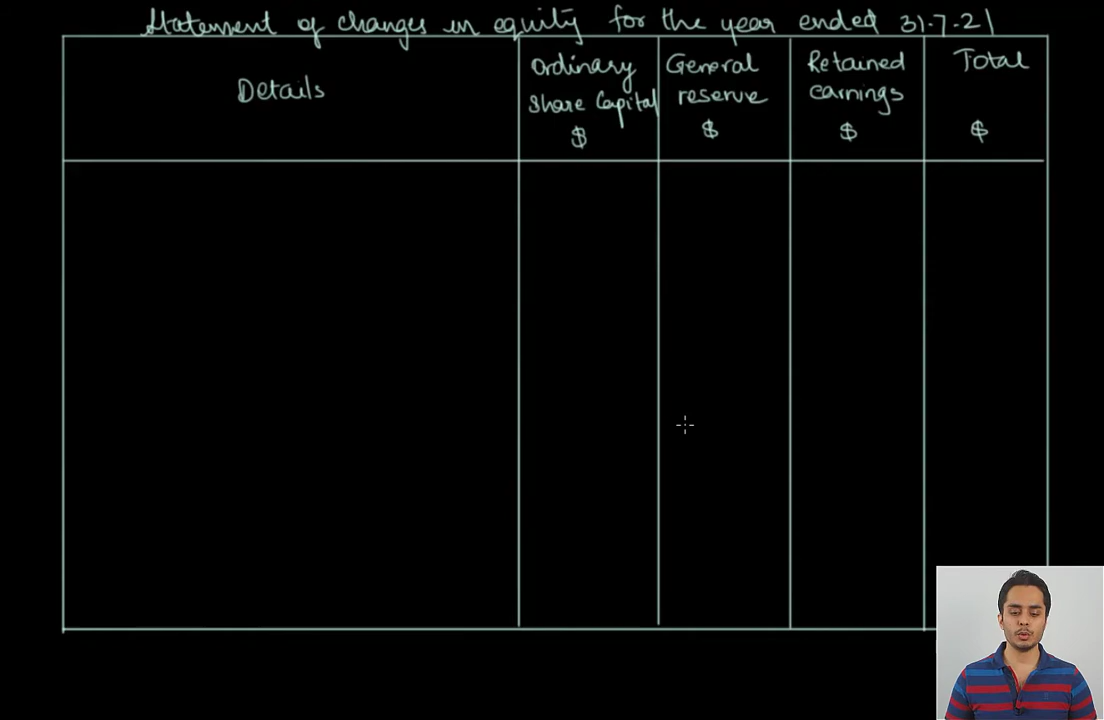 Statement of changes in equity for the year ended 31.7.21
Details
Ordinary
Share Capital
$
General
reserve
$
Retained
earnings
$
Total
$